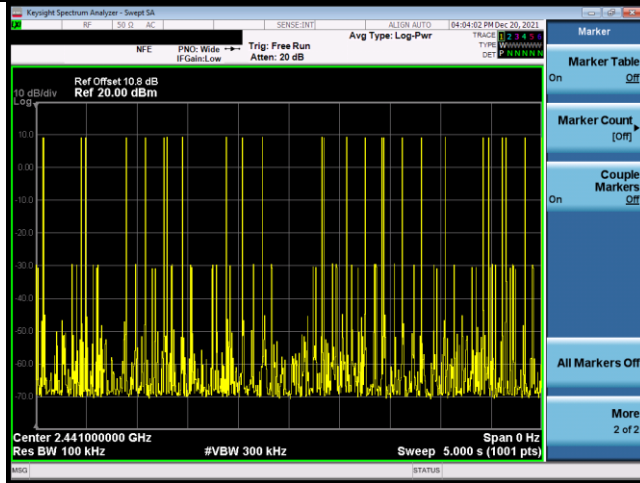 Keysight Spectrum Analyzer - Swept SA
RF 50 Ω AC SENSE:INT ALIGN AUTO 04:04:02 PM Dec 20, 2021
Marker
Avg Type: Log-Pwr
TRACE 1 2 3 4 5 6
TYPE WWWWWW
DET P N N N N N
NFE PNO: Wide Trig: Free Run
IFGain:Low Atten: 20 dB
Marker Table
On Off
Ref Offset 10.8 dB
10 dB/div Ref 20.00 dBm
Log
Marker Count
[Off]
Couple
Markers
On Off
10.0
0.00
-10.0
-20.0
-30.0
-40.0
-50.0
-60.0
-70.0
All Markers Off
More
2 of 2
Center 2.441000000 GHz Span 0 Hz
Res BW 100 kHz #VBW 300 kHz Sweep 5.000 s (1001 pts)
MSG STATUS